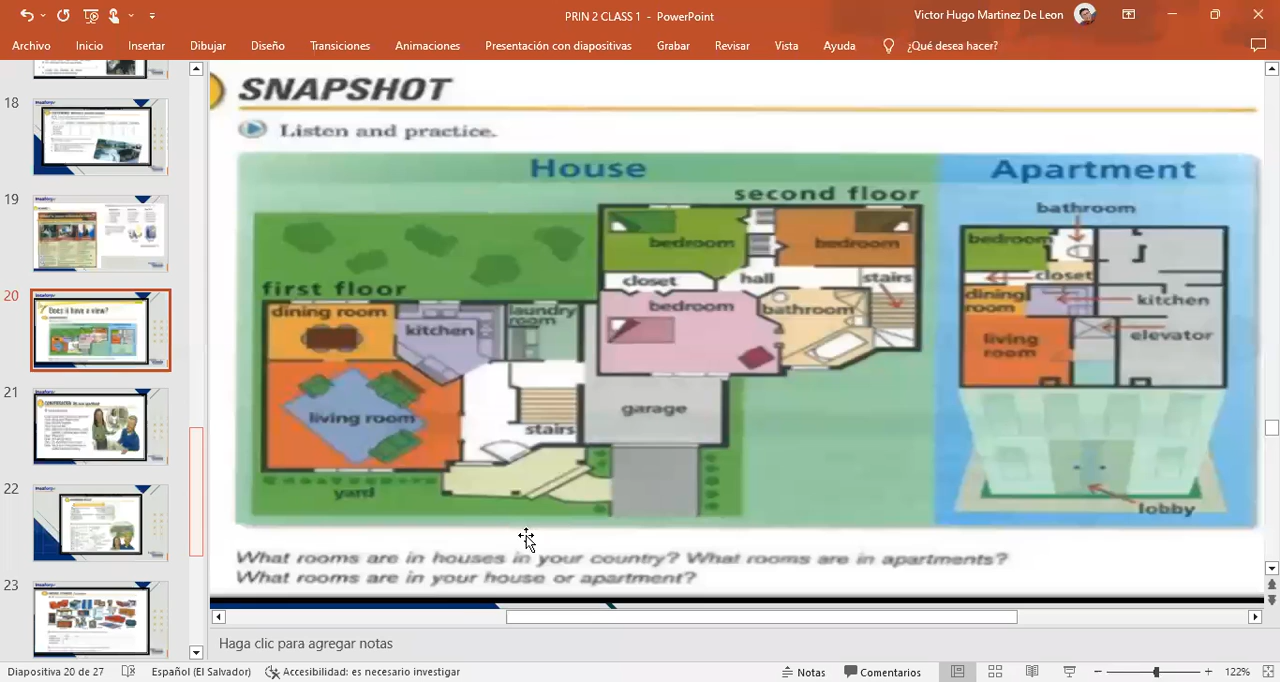 PRIN 2 CLASS 1 - PowerPoint
Victor Hugo Martinez De Leon
Archivo Inicio Insertar Dibujar Diseño Transiciones Animaciones Presentación con diapositivas Grabar Revisar Vista Ayuda ¿Qué desea hacer?
18
19
20
Does it have a view?
21
22
23
SNAPSHOT
Listen and practice.
House
Apartment
second floor
bathroom
bedroom
bedroom
bedroom
closet
hall
stairs
closet
first floor
bedroom
bathroom
dining room
kitchen
laundry room
dining room
kitchen
living room
elevator
living room
garage
stairs
yard
lobby
What rooms are in houses in your country? What rooms are in apartments?
What rooms are in your house or apartment?
Haga clic para agregar notas
Diapositiva 20 de 27 Español (El Salvador) Accesibilidad: es necesario investigar Notas Comentarios 122%